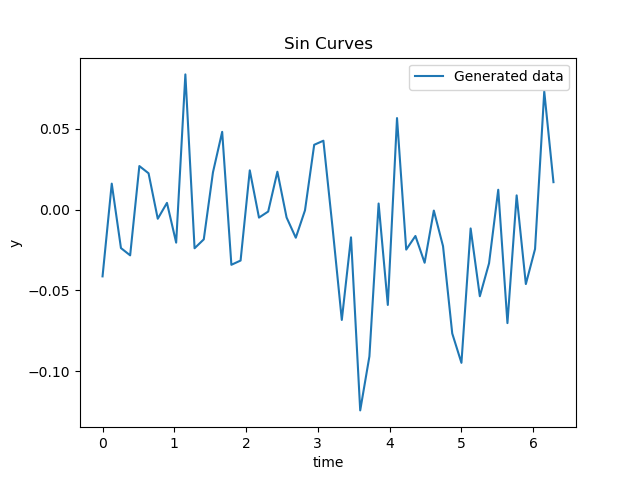 Sin Curves
Generated data
y
0.05
0.00
−0.05
−0.10
0 1 2 3 4 5 6
time